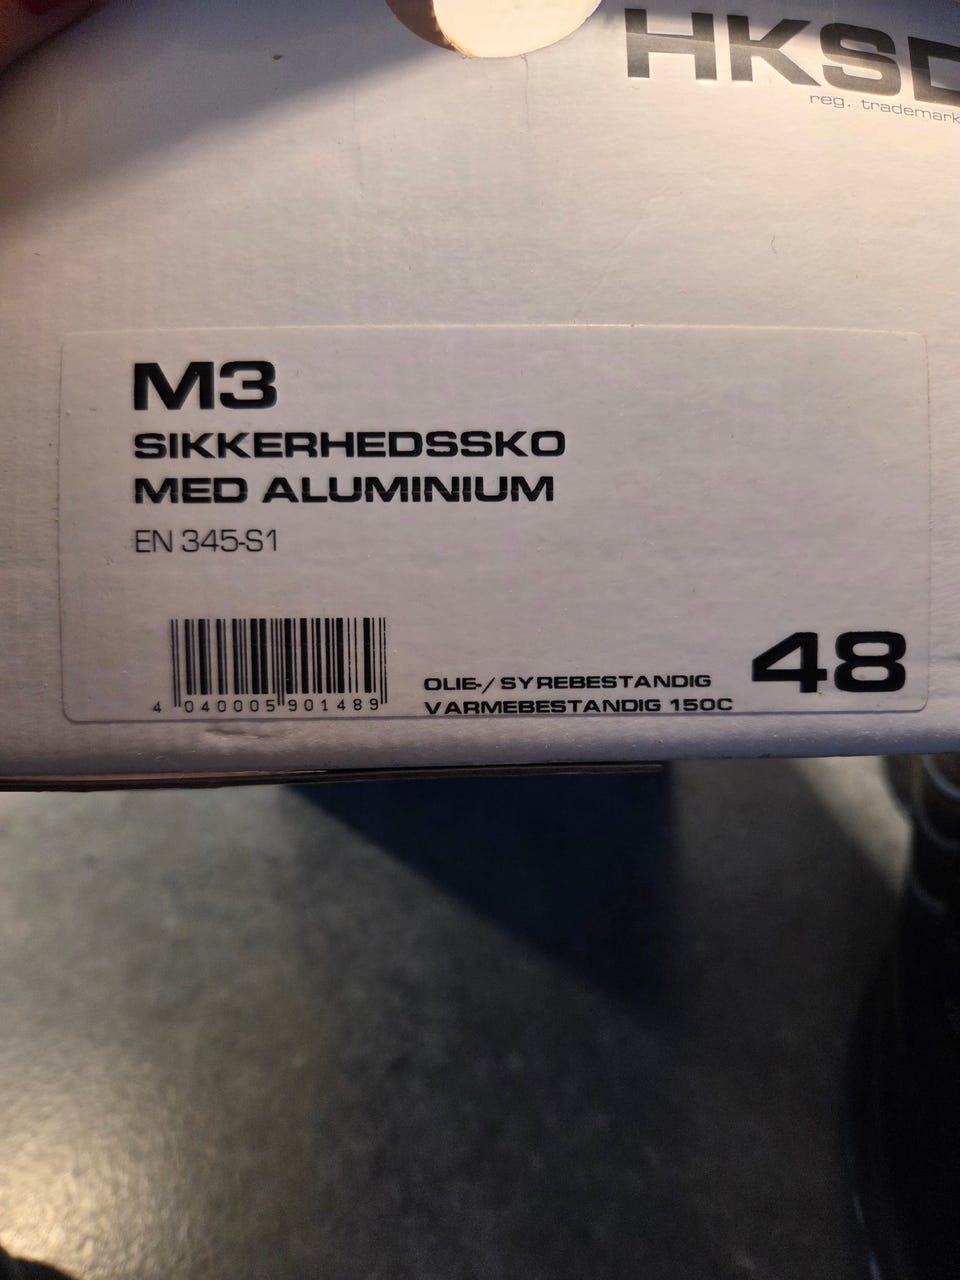 HKSD
reg. trademark
M3
SIKKERHEDSSKO
MED ALUMINIUM
EN 345-S1
4 040005 901489
OLIE-/SYREBESTANDIG
VARMEBESTANDIG 150C
48